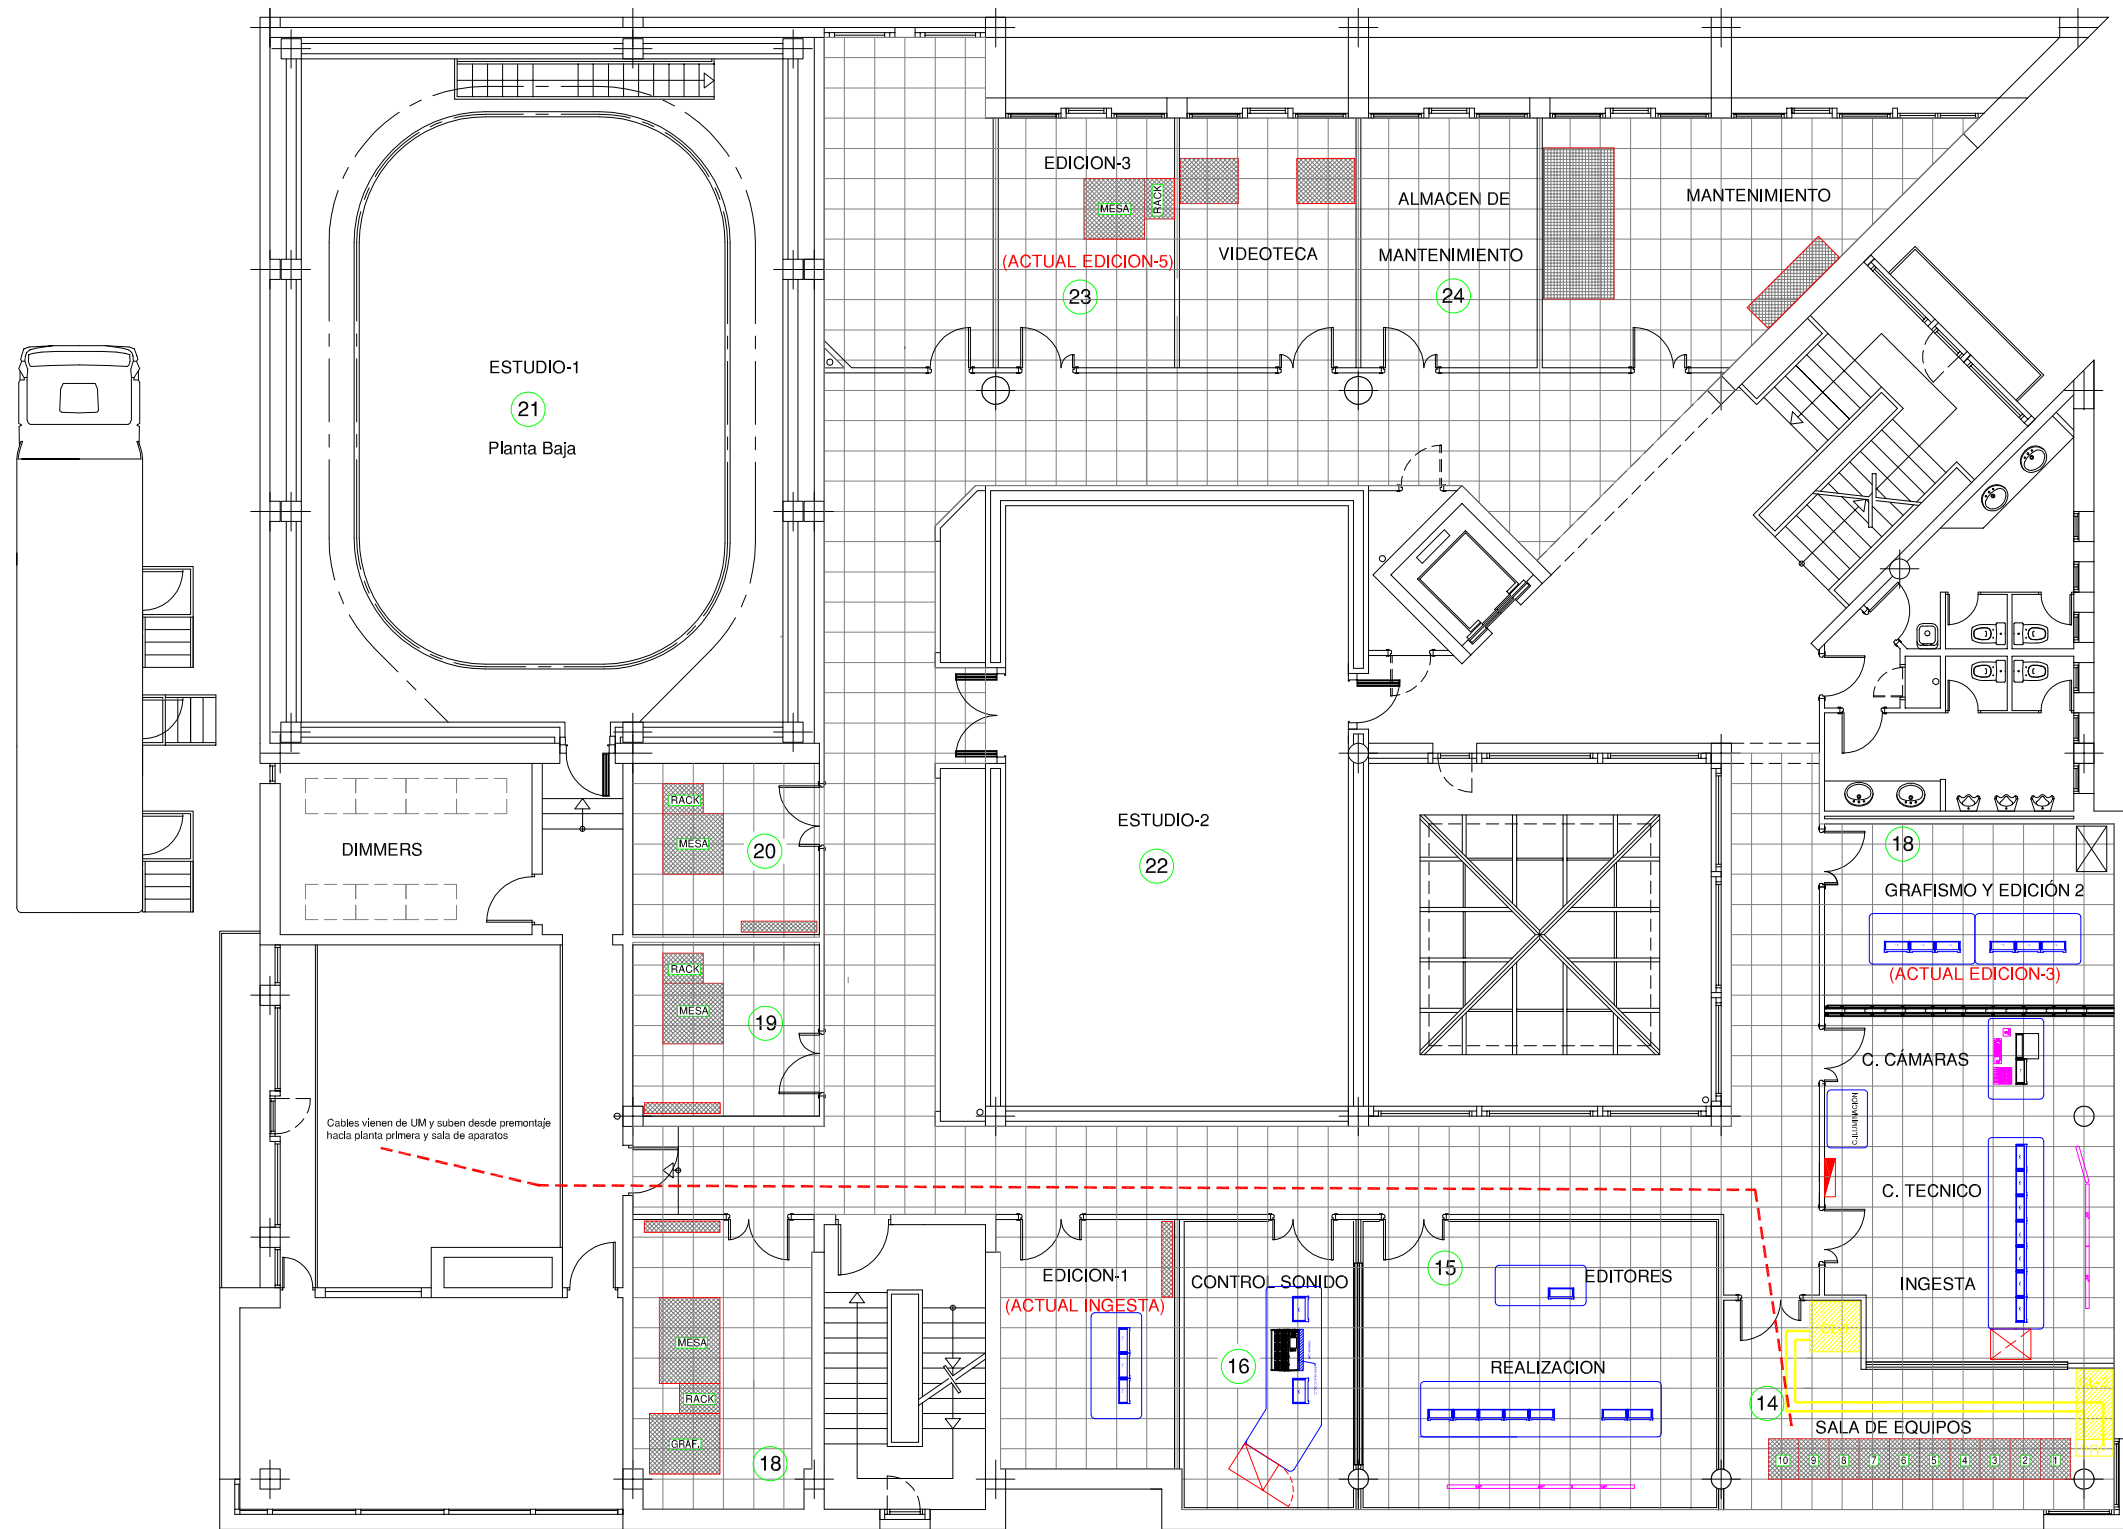 EDICION-3
MESA
RACK
(ACTUAL EDICION-5)
23
VIDEOTECA
ALMACEN DE
MANTENIMIENTO
24
MANTENIMIENTO
ESTUDIO-1
21
Planta Baja
DIMMERS
RACK
MESA
20
RACK
MESA
19
ESTUDIO-2
22
18
GRAFISMO Y EDICIÓN 2
(ACTUAL EDICION-3)
C. CÁMARAS
C.ILUMINACION
C. TECNICO
INGESTA
Cables vienen de UM y suben desde premontaje
hacia planta primera y sala de aparatos
MESA
RACK
GRAF.
18
EDICION-1
(ACTUAL INGESTA)
CONTROL SONIDO
16
15
EDITORES
REALIZACION
14
SALA DE EQUIPOS
10 9 8 7 6 5 4 3 2 1